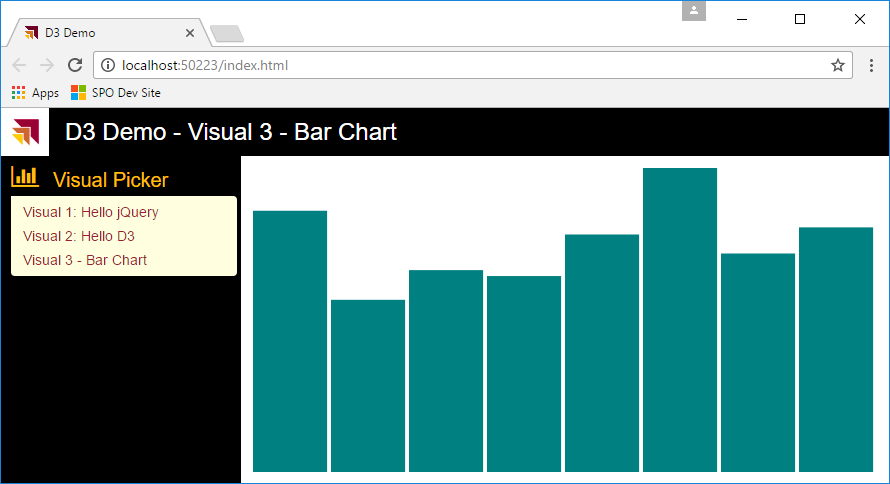 D3 Demo
localhost:50223/index.html
Apps SPO Dev Site
D3 Demo - Visual 3 - Bar Chart
Visual Picker
Visual 1: Hello jQuery
Visual 2: Hello D3
Visual 3 - Bar Chart